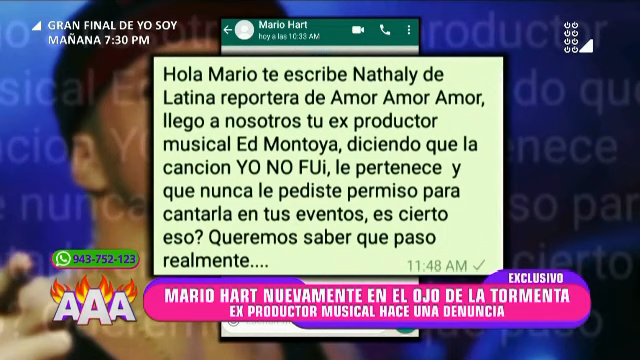 GRAN FINAL DE YO SOY
MAÑANA 7:30 PM
Mario Hart
hoy a las 10:33 AM
Hola Mario te escribe Nathaly de
Latina reportera de Amor Amor Amor,
llego a nosotros tu ex productor
musical Ed Montoya, diciendo que la
cancion YO NO FUi, le pertenece y
que nunca le pediste permiso para
cantarla en tus eventos, es cierto
eso? Queremos saber que paso
realmente....
11:48 AM
943-752-123
AAA
EXCLUSIVO
MARIO HART NUEVAMENTE EN EL OJO DE LA TORMENTA
EX PRODUCTOR MUSICAL HACE UNA DENUNCIA